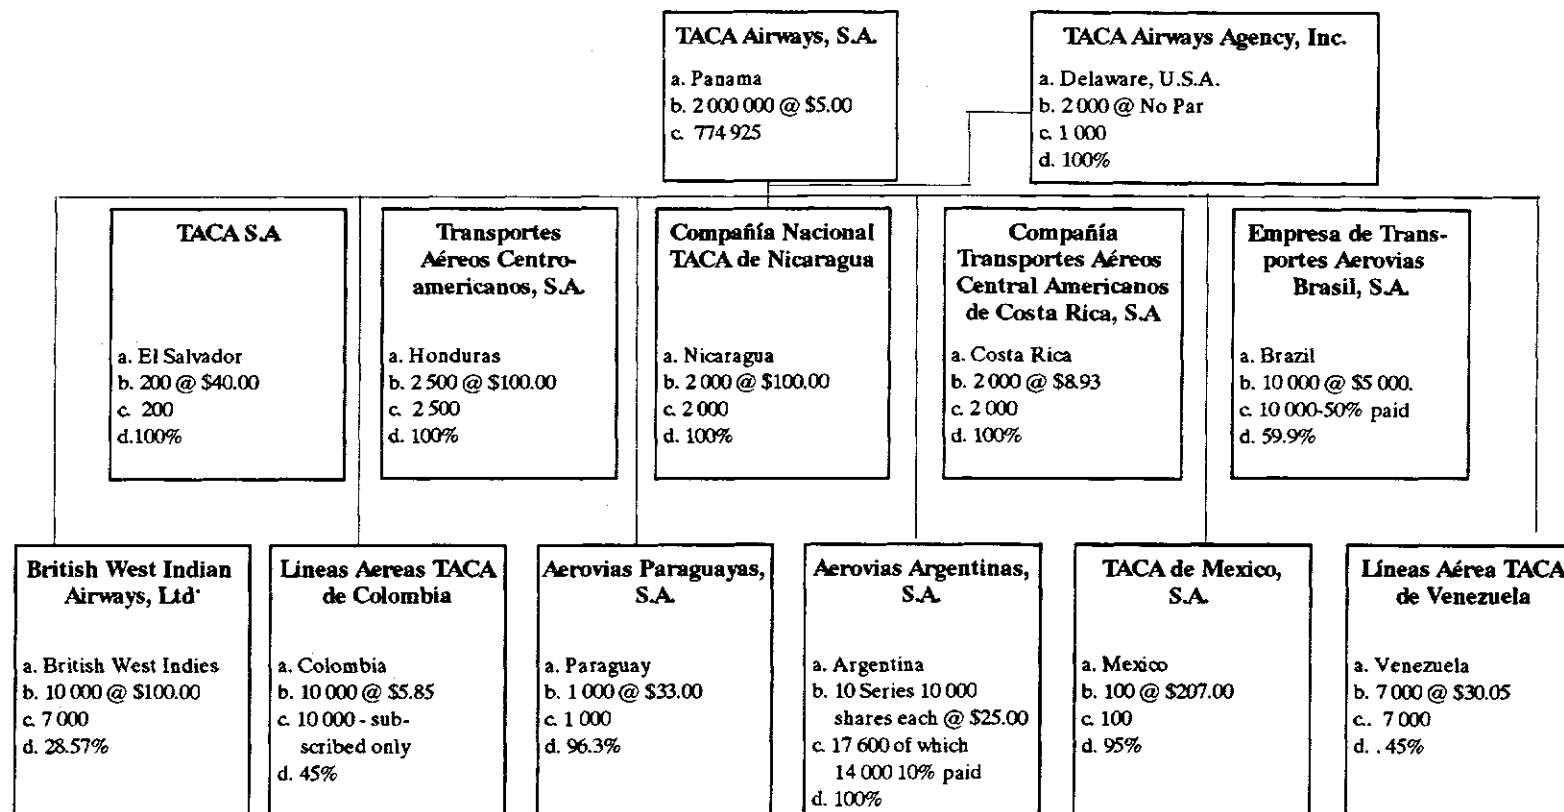 TACA Airways, S.A.
a. Panama
b. 2 000 000 @ $5.00
c. 774 925
TACA Airways Agency, Inc.
a. Delaware, U.S.A.
b. 2 000 @ No Par
c. 1 000
d. 100%
TACA S.A
a. El Salvador
b. 200 @ $40.00
c. 200
d.100%
Transportes
Aéreos Centro-
americanos, S.A.
a. Honduras
b. 2 500 @ $100.00
c. 2 500
d. 100%
Compañía Nacional
TACA de Nicaragua
a. Nicaragua
b. 2 000 @ $100.00
c. 2 000
d. 100%
Compañía
Transportes Aéreos
Central Americanos
de Costa Rica, S.A
a. Costa Rica
b. 2 000 @ $8.93
c. 2 000
d. 100%
Empresa de Trans-
portes Aerovias
Brasil, S.A.
a. Brazil
b. 10 000 @ $5 000.
c. 10 000-50% paid
d. 59.9%
British West Indian
Airways, Ltd·
a. British West Indies
b. 10 000 @ $100.00
c. 7 000
d. 28.57%
Lineas Aereas TACA
de Colombia
a. Colombia
b. 10 000 @ $5.85
c. 10 000 - sub-
scribed only
d. 45%
Aerovias Paraguayas,
S.A.
a. Paraguay
b. 1 000 @ $33.00
c. 1 000
d. 96.3%
Aerovias Argentinas,
S.A.
a. Argentina
b. 10 Series 10 000
shares each @ $25.00
c. 17 600 of which
14 000 10% paid
d. 100%
TACA de Mexico,
S.A.
a. Mexico
b. 100 @ $207.00
c. 100
d. 95%
Líneas Aérea TACA
de Venezuela
a. Venezuela
b. 7 000 @ $30.05
c.. 7 000
d. . 45%